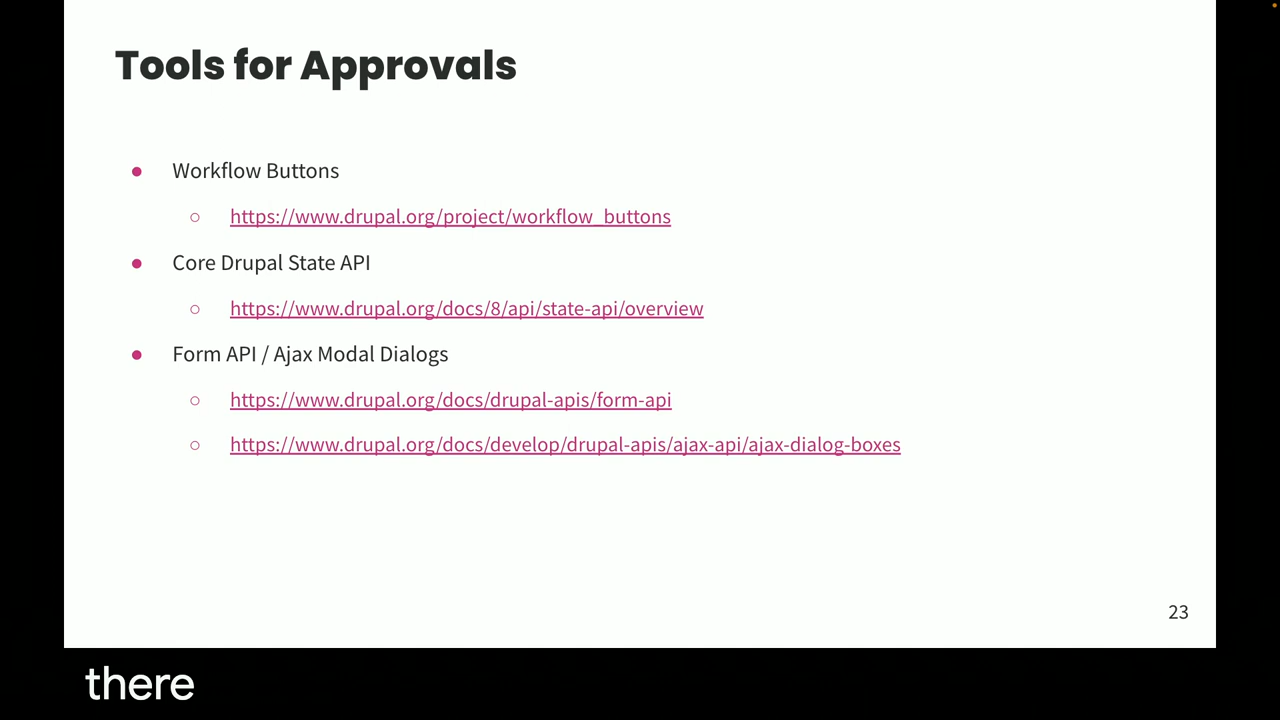 Tools for Approvals
● Workflow Buttons
○ https://www.drupal.org/project/workflow_buttons
● Core Drupal State API
○ https://www.drupal.org/docs/8/api/state-api/overview
● Form API / Ajax Modal Dialogs
○ https://www.drupal.org/docs/drupal-apis/form-api
○ https://www.drupal.org/docs/develop/drupal-apis/ajax-api/ajax-dialog-boxes
23
there